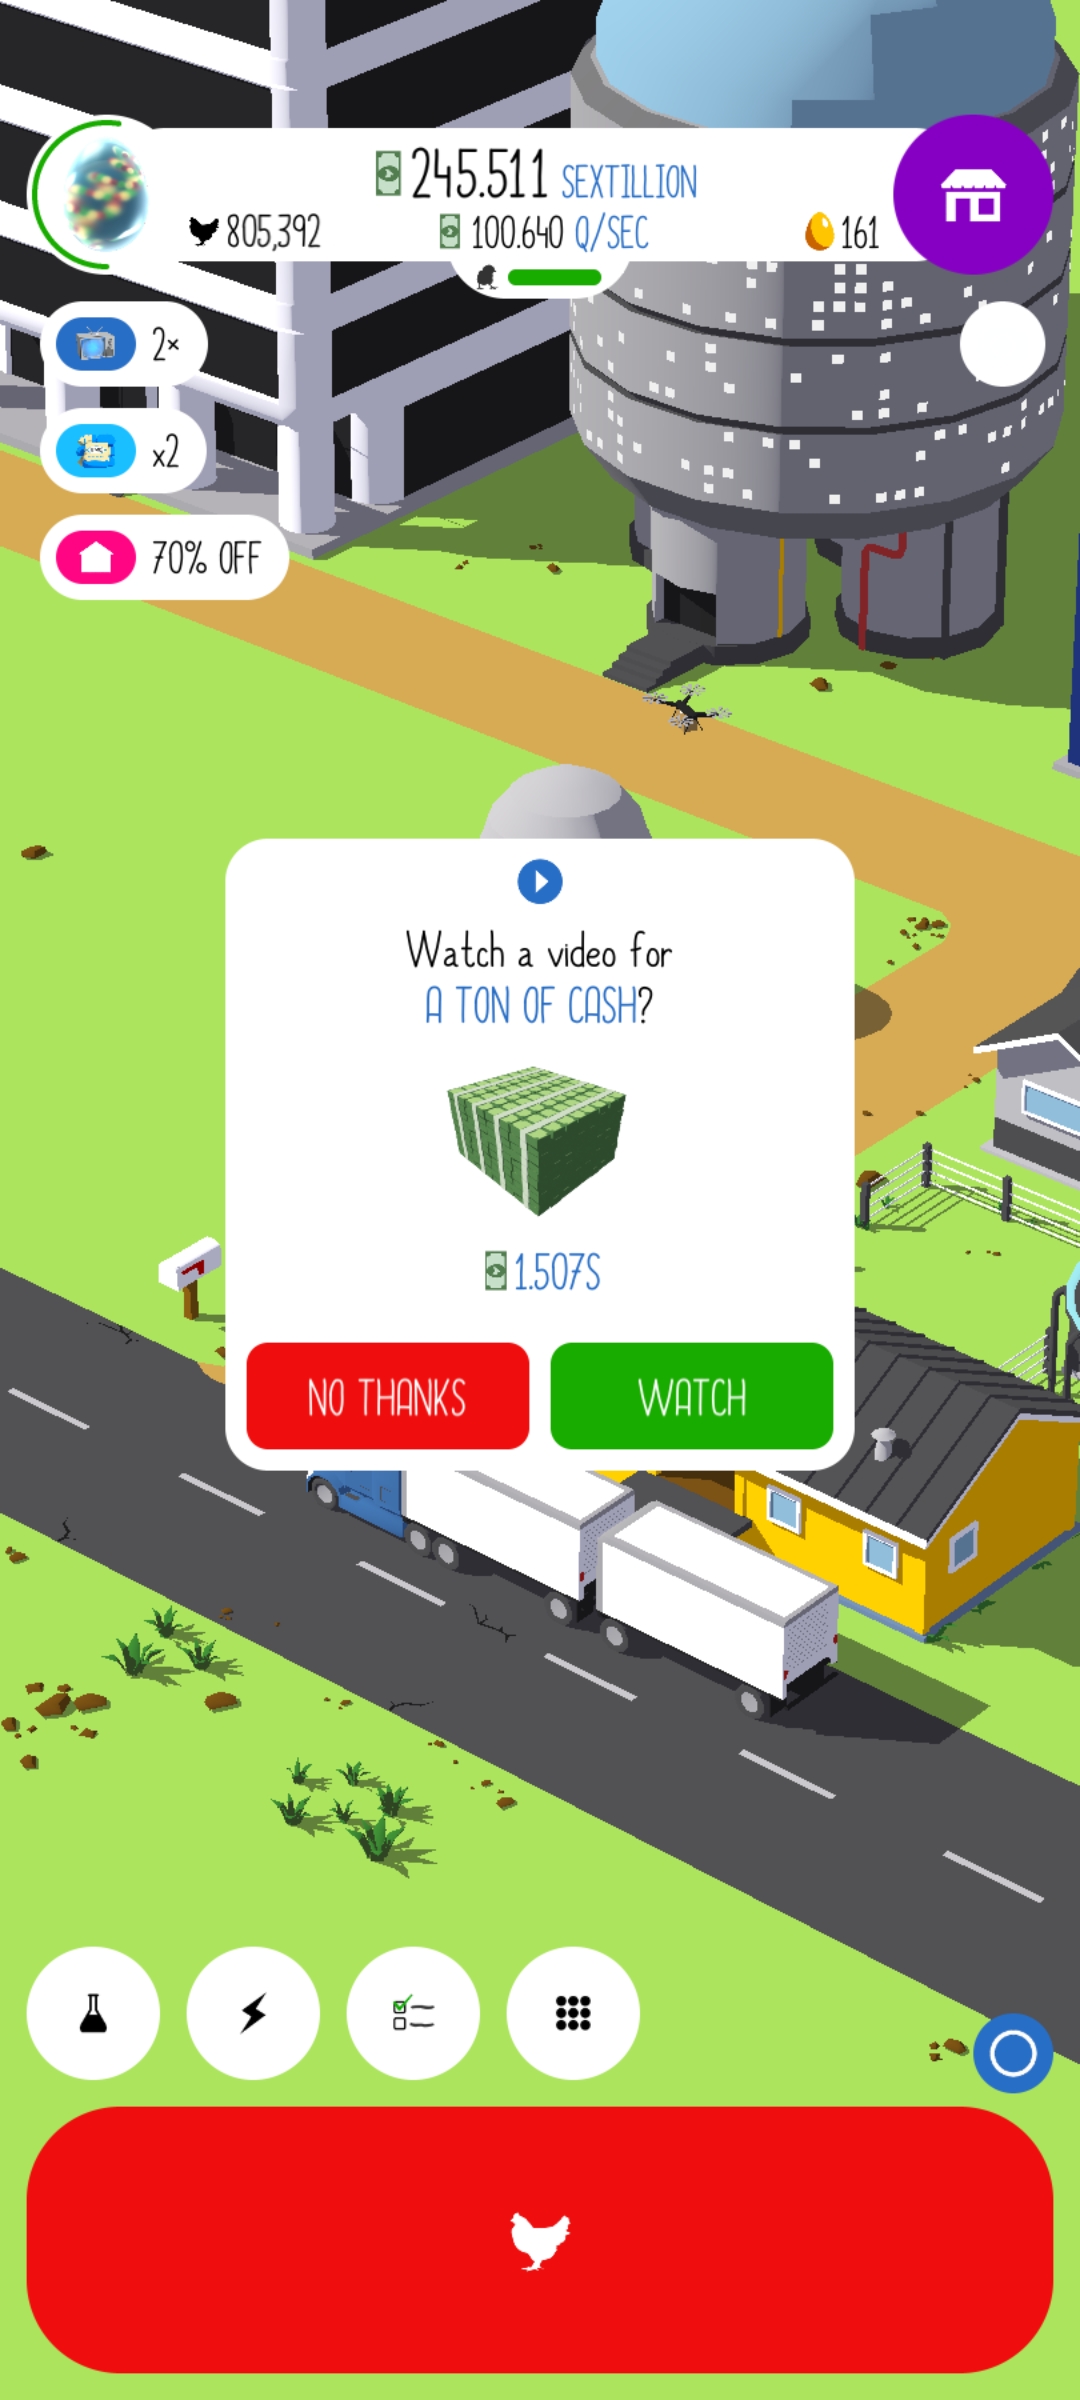 245.511 SEXTILLION
805,392
100.640 Q/SEC
161
2×
x2
70% OFF
Watch a video for
A TON OF CASH?
1.507S
NO THANKS
WATCH